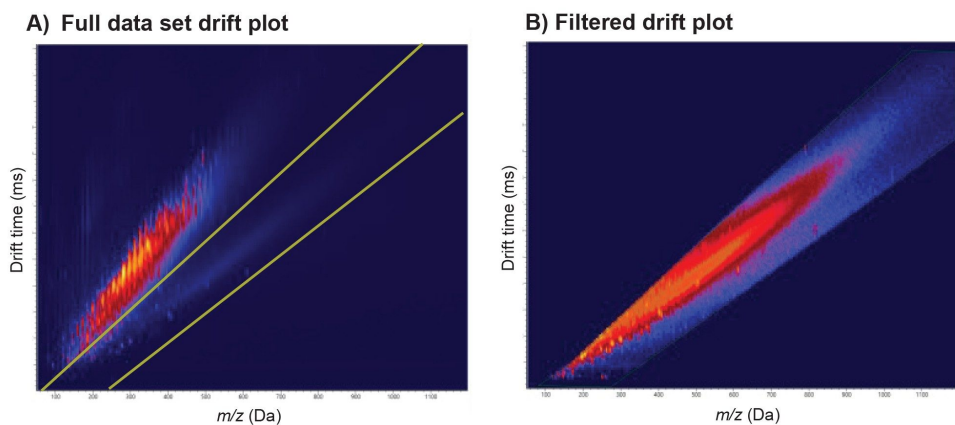 A) Full data set drift plot
B) Filtered drift plot
Drift time (ms)
100 200 300 400 500 600 700 800 900 1000 1100
m/z (Da)
Drift time (ms)
100 200 300 400 500 600 700 800 900 1000 1100
m/z (Da)